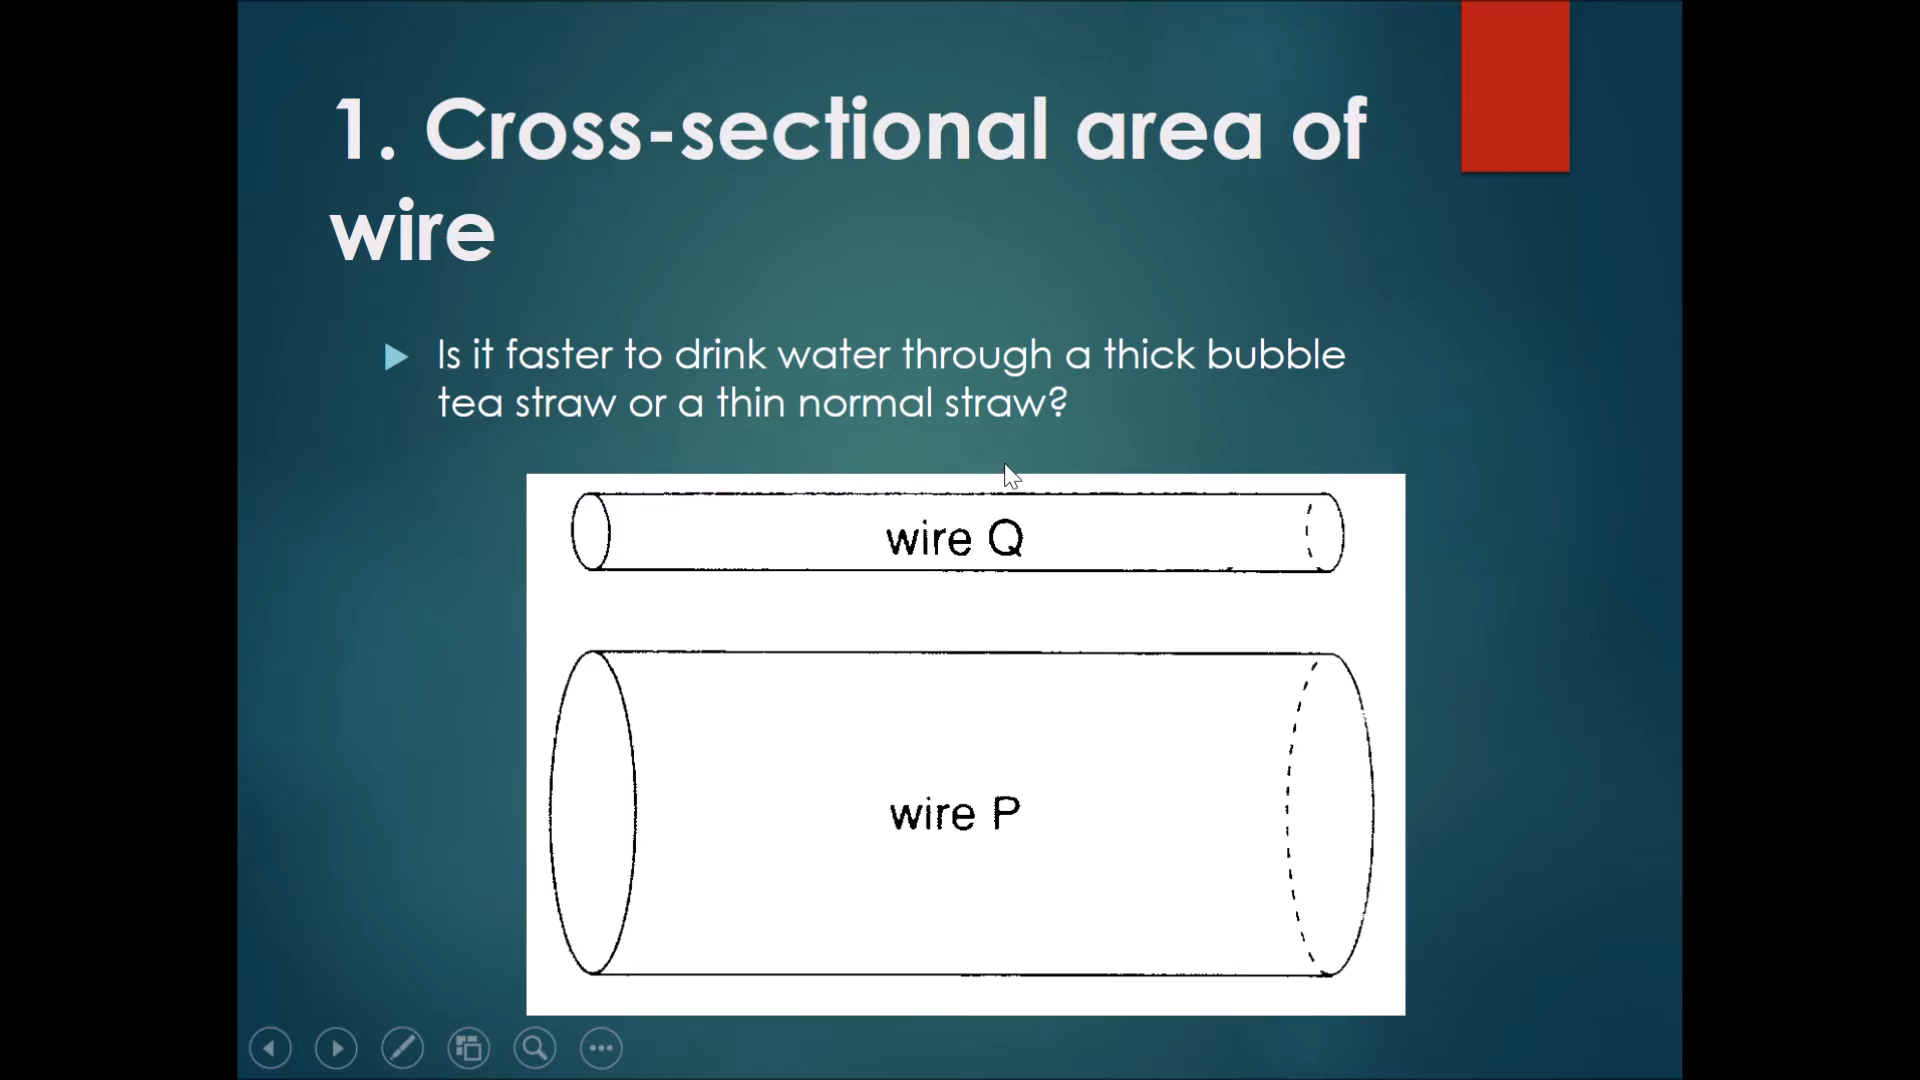 1. Cross-sectional area of
wire
Is it faster to drink water through a thick bubble
tea straw or a thin normal straw?
wire Q
wire P